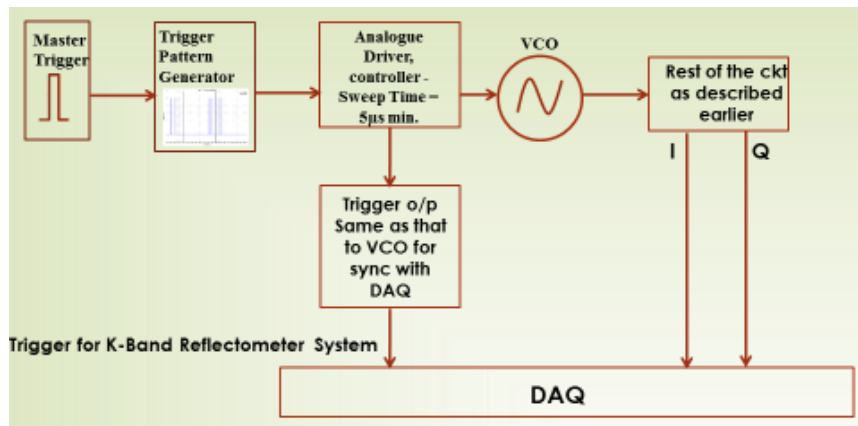 Master
Trigger
Trigger
Pattern
Generator
Analogue
Driver,
controller -
Sweep Time =
5µs min.
VCO
Rest of the ckt
as described
earlier
I
Q
Trigger o/p
Same as that
to VCO for
sync with
DAQ
Trigger for K-Band Reflectometer System
DAQ